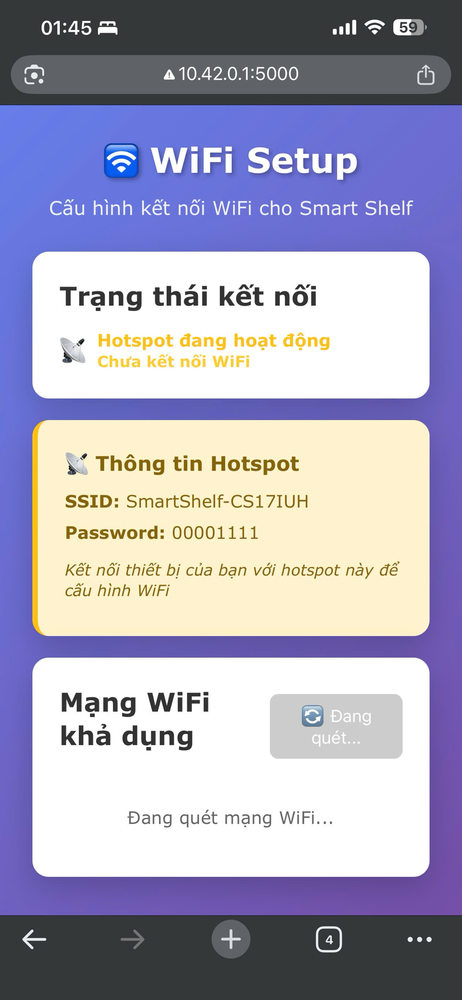 01:45
59
10.42.0.1:5000
WiFi Setup
Cấu hình kết nối WiFi cho Smart Shelf
Trạng thái kết nối
Hotspot đang hoạt động
Chưa kết nối WiFi
Thông tin Hotspot
SSID: SmartShelf-CS17IUH
Password: 00001111
Kết nối thiết bị của bạn với hotspot này để
cấu hình WiFi
Mạng WiFi
khả dụng
Đang
quét...
Đang quét mạng WiFi...
4